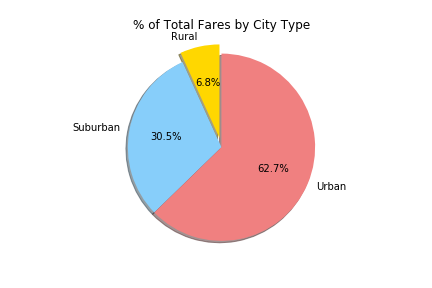 % of Total Fares by City Type
Rural
6.8%
Suburban
30.5%
62.7%
Urban